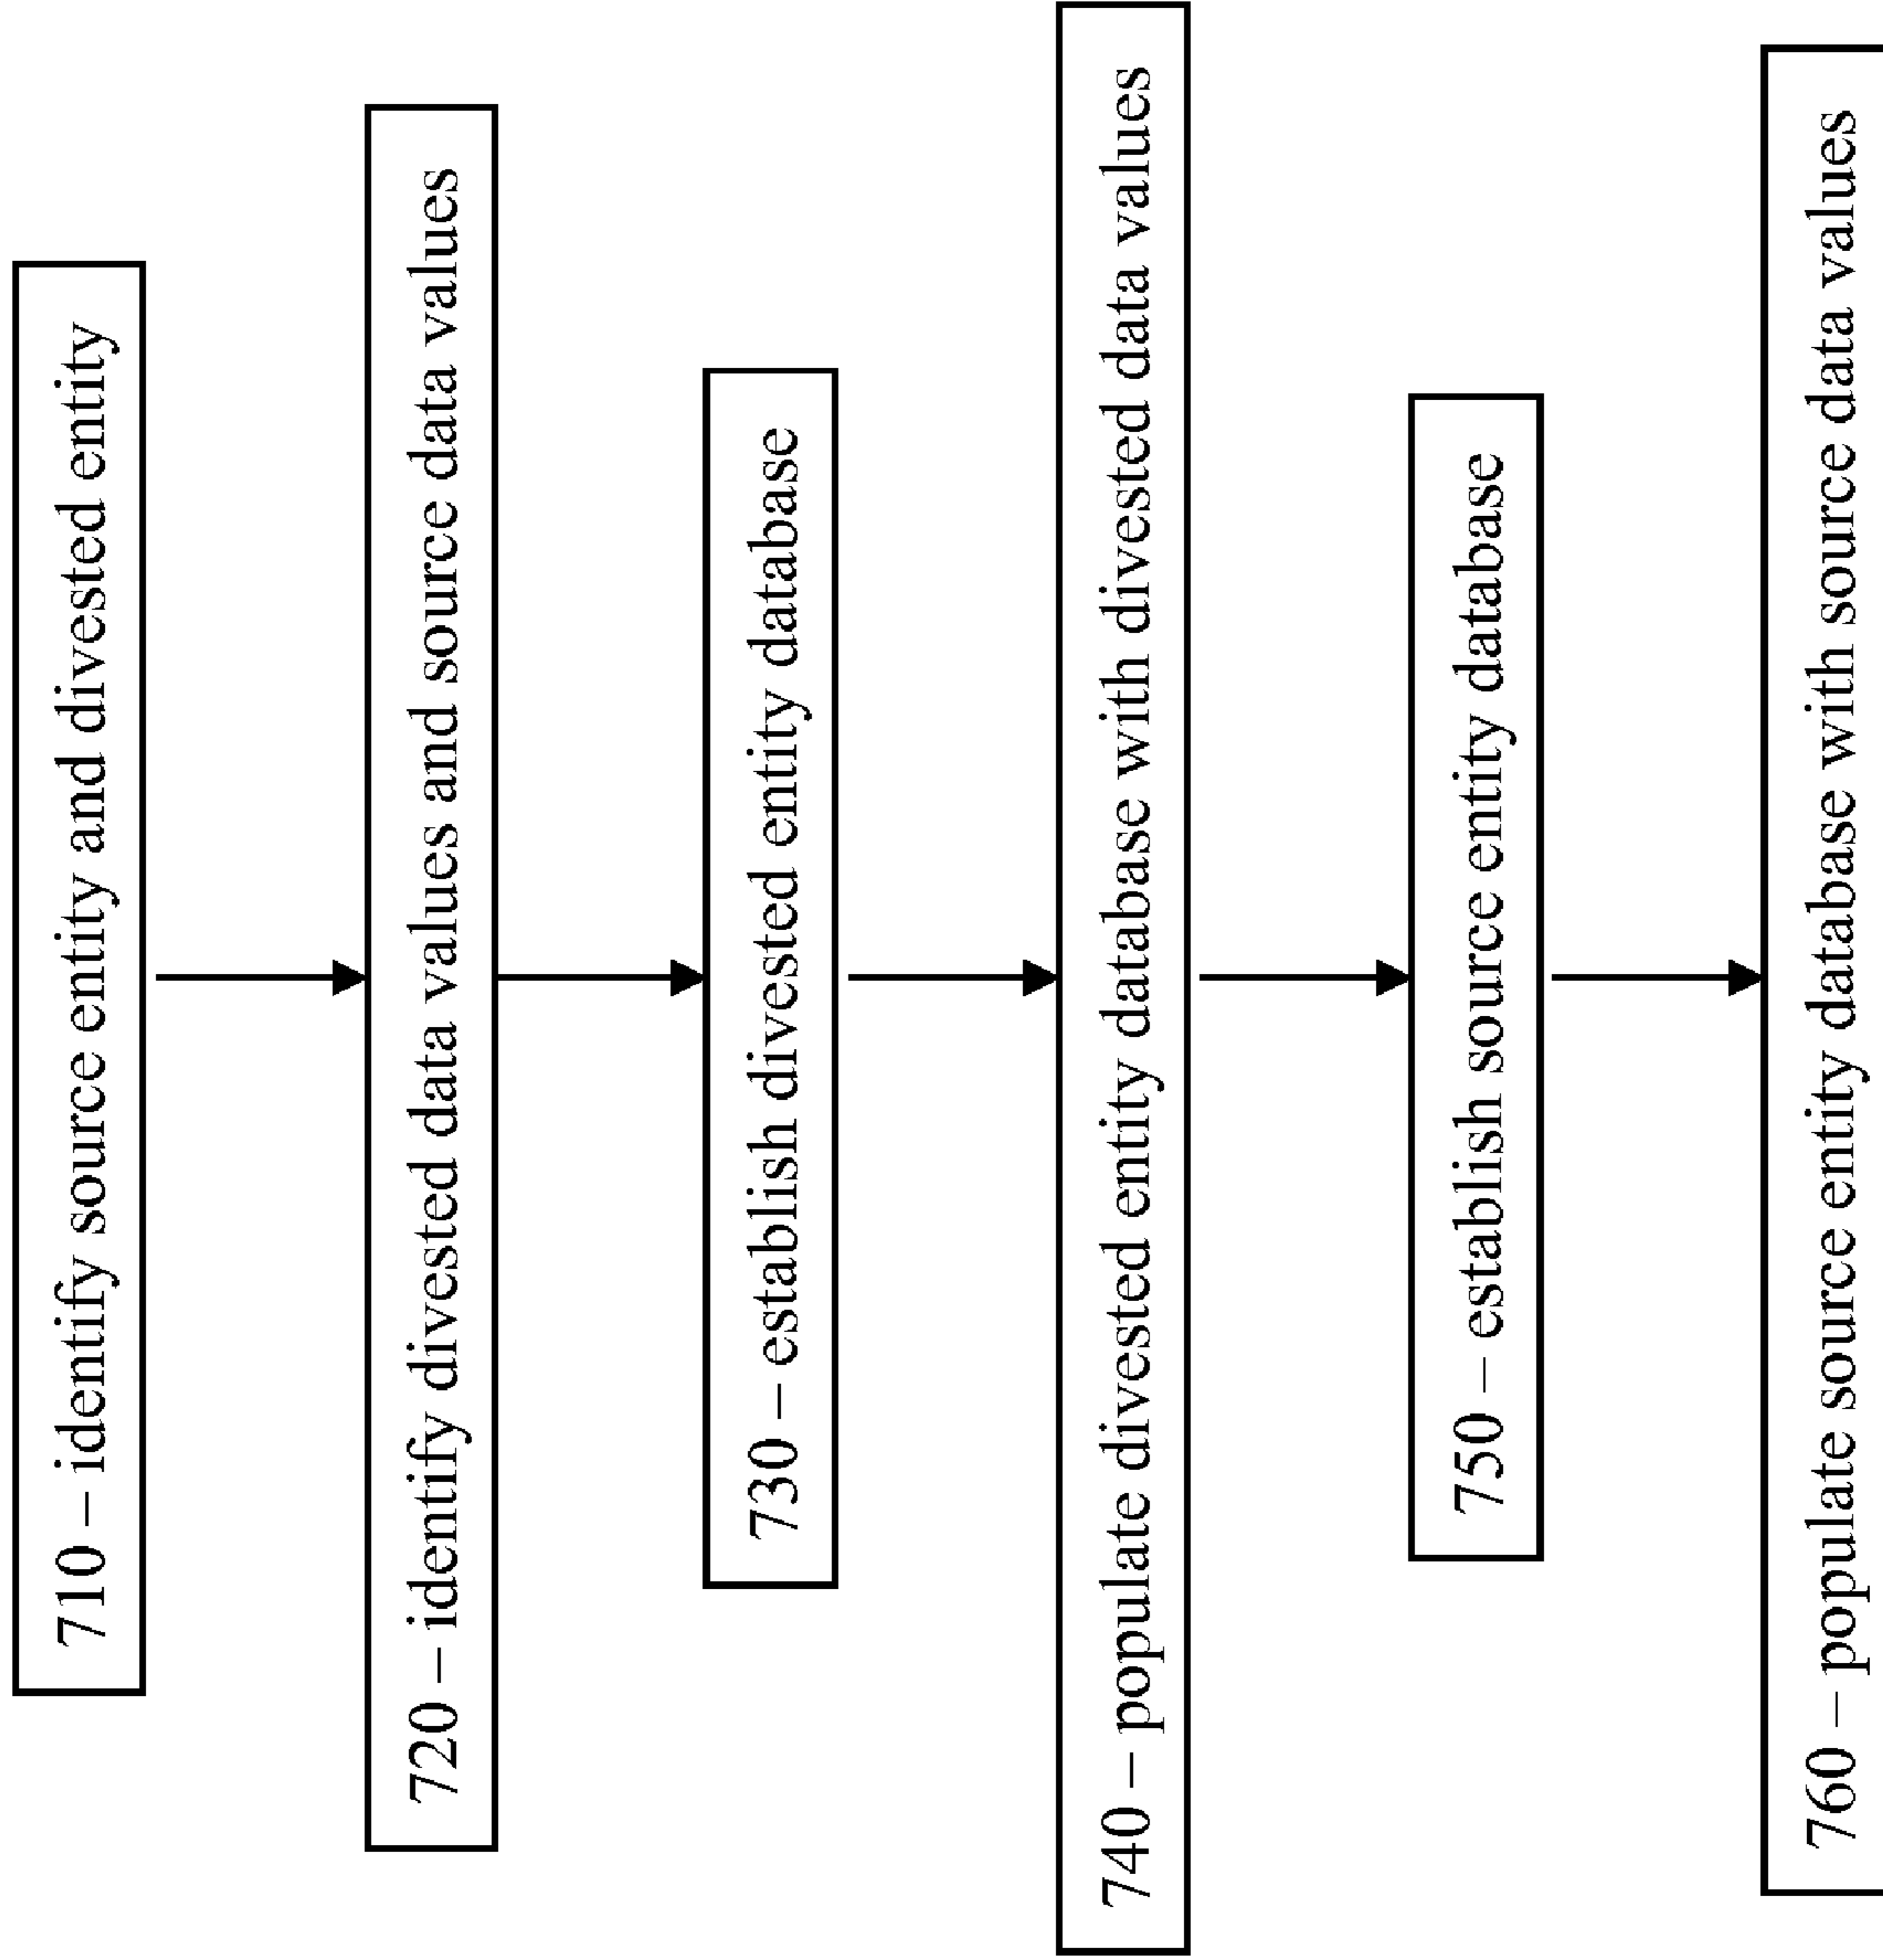 710 – identify source entity and divested entity
720 – identify divested data values and source data values
730 – establish divested entity database
740 – populate divested entity database with divested data values
750 – establish source entity database
760 – populate source entity database with source data values